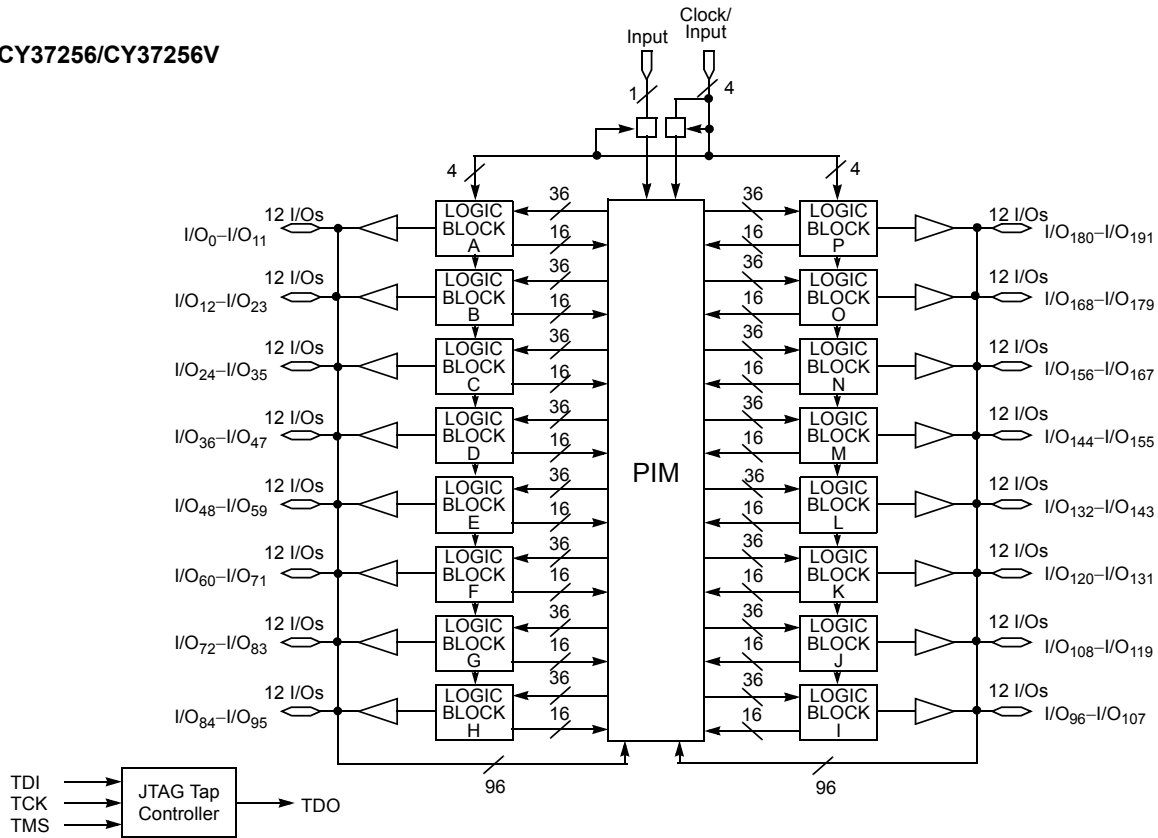 CY37256/CY37256V
Input
Clock/
Input
1
4
4
4
12 I/Os
I/O0–I/O11
LOGIC
BLOCK
A
36
16
36
16
LOGIC
BLOCK
P
12 I/Os
I/O180–I/O191
12 I/Os
I/O12–I/O23
LOGIC
BLOCK
B
36
16
36
16
LOGIC
BLOCK
O
12 I/Os
I/O168–I/O179
12 I/Os
I/O24–I/O35
LOGIC
BLOCK
C
36
16
36
16
LOGIC
BLOCK
N
12 I/Os
I/O156–I/O167
12 I/Os
I/O36–I/O47
LOGIC
BLOCK
D
36
16
PIM
36
16
LOGIC
BLOCK
M
12 I/Os
I/O144–I/O155
12 I/Os
I/O48–I/O59
LOGIC
BLOCK
E
36
16
36
16
LOGIC
BLOCK
L
12 I/Os
I/O132–I/O143
12 I/Os
I/O60–I/O71
LOGIC
BLOCK
F
36
16
36
16
LOGIC
BLOCK
K
12 I/Os
I/O120–I/O131
12 I/Os
I/O72–I/O83
LOGIC
BLOCK
G
36
16
36
16
LOGIC
BLOCK
J
12 I/Os
I/O108–I/O119
12 I/Os
I/O84–I/O95
LOGIC
BLOCK
H
36
16
36
16
LOGIC
BLOCK
I
12 I/Os
I/O96–I/O107
96
96
TDI
TCK
TMS
JTAG Tap
Controller
TDO